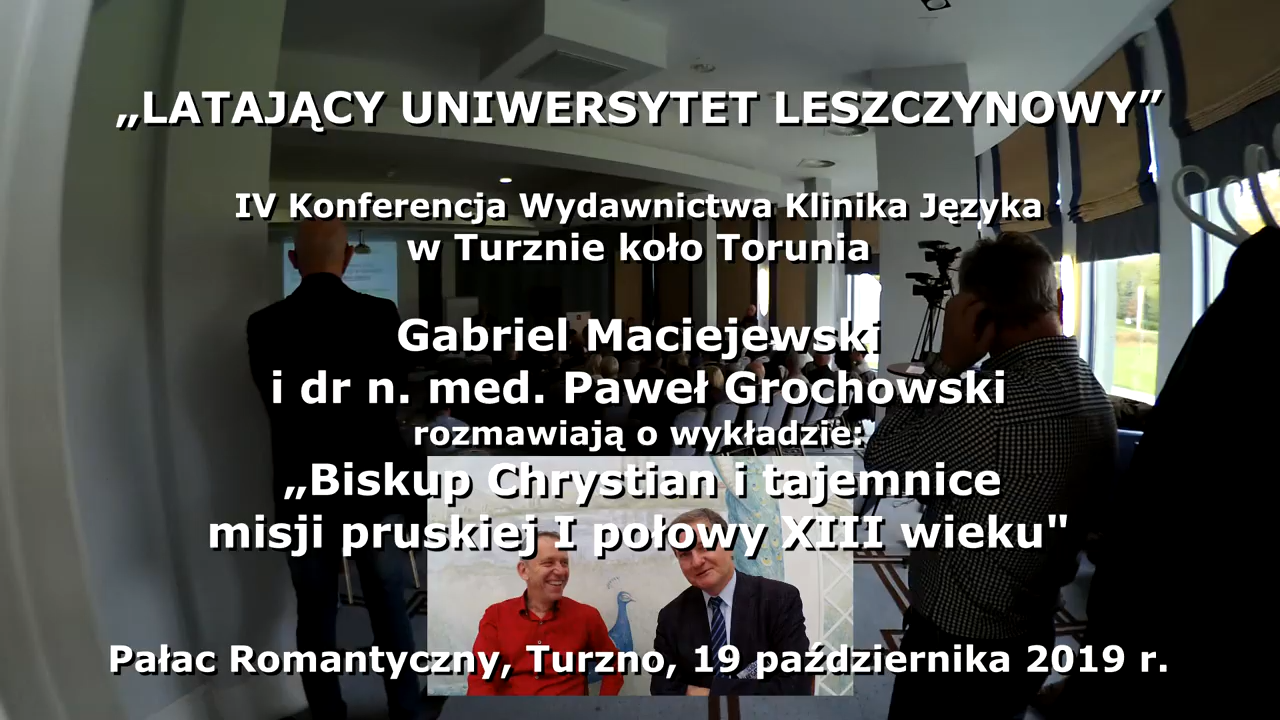 „LATAJĄCY UNIWERSYTET LESZCZYNOWY”
IV Konferencja Wydawnictwa Klinika Języka
w Turznie koło Torunia
Gabriel Maciejewski
i dr n. med. Paweł Grochowski
rozmawiają o wykładzie:
„Biskup Chrystian i tajemnice
misji pruskiej I połowy XIII wieku"
Pałac Romantyczny, Turzno, 19 października 2019 r.